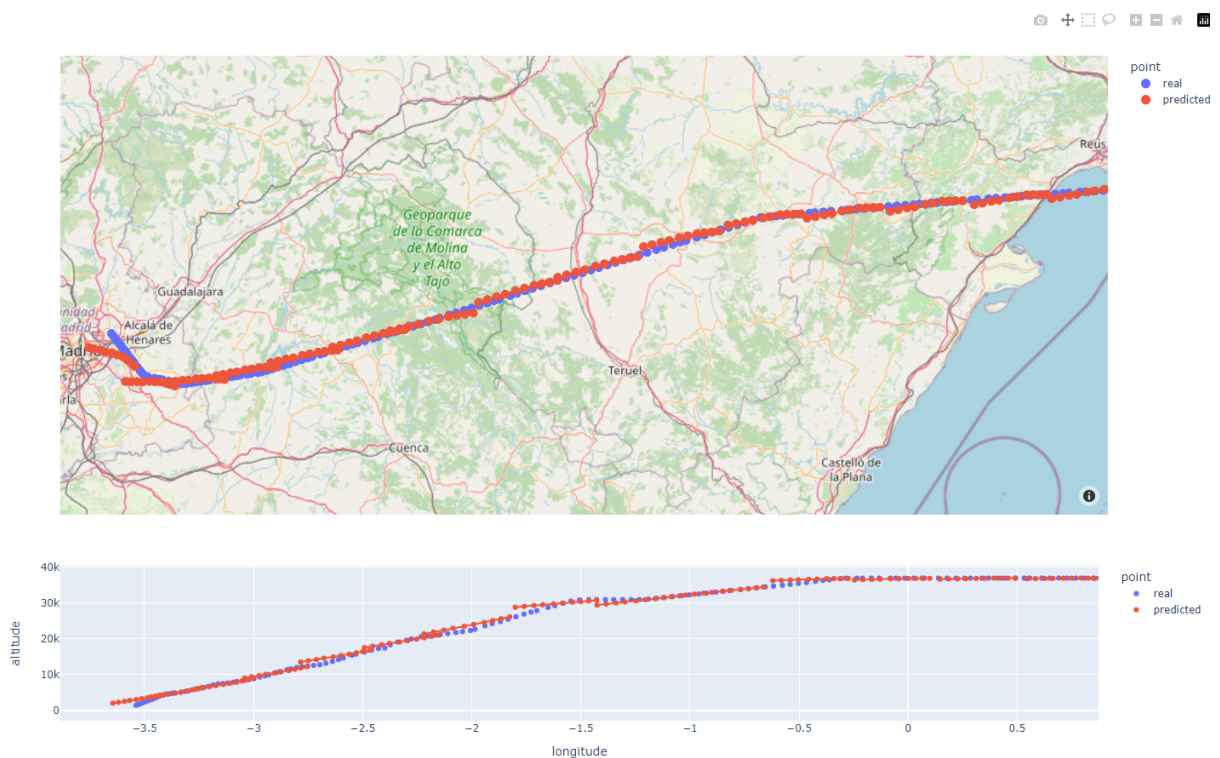 point
real
predicted
Reus
Geoparque
de la Comarca
de Molina
y el Alto
Tajo
Guadalajara
Alcalá de
Henares
Teruel
Cuenca
Castelló de
la Plana
40k
30k
20k
10k
0
altitude
−3.5
−3
−2.5
−2
−1.5
−1
−0.5
0
0.5
longitude
point
real
predicted